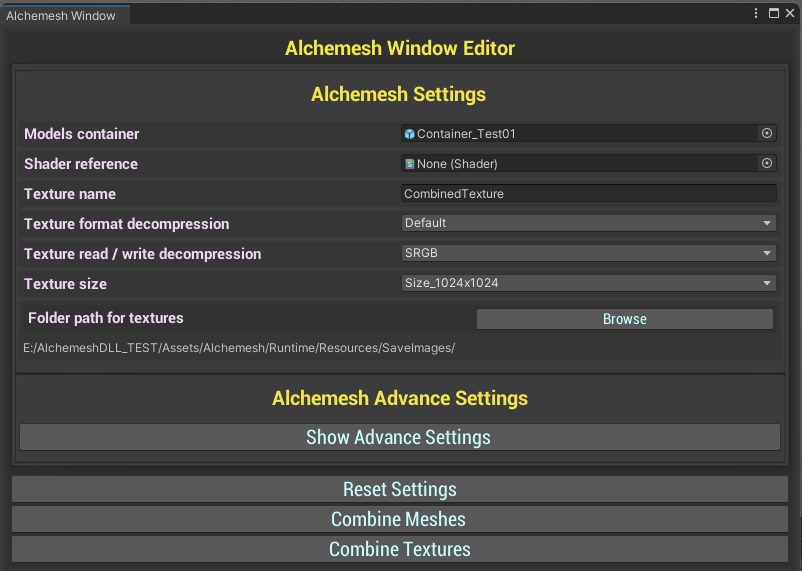 Alchemesh Window
Alchemesh Window Editor
Alchemesh Settings
Models container Container_Test01
Shader reference None (Shader)
Texture name CombinedTexture
Texture format decompression Default
Texture read / write decompression SRGB
Texture size Size_1024x1024
Folder path for textures Browse
E:/AlchemeshDLL_TEST/Assets/Alchemesh/Runtime/Resources/SaveImages/
Alchemesh Advance Settings
Show Advance Settings
Reset Settings
Combine Meshes
Combine Textures